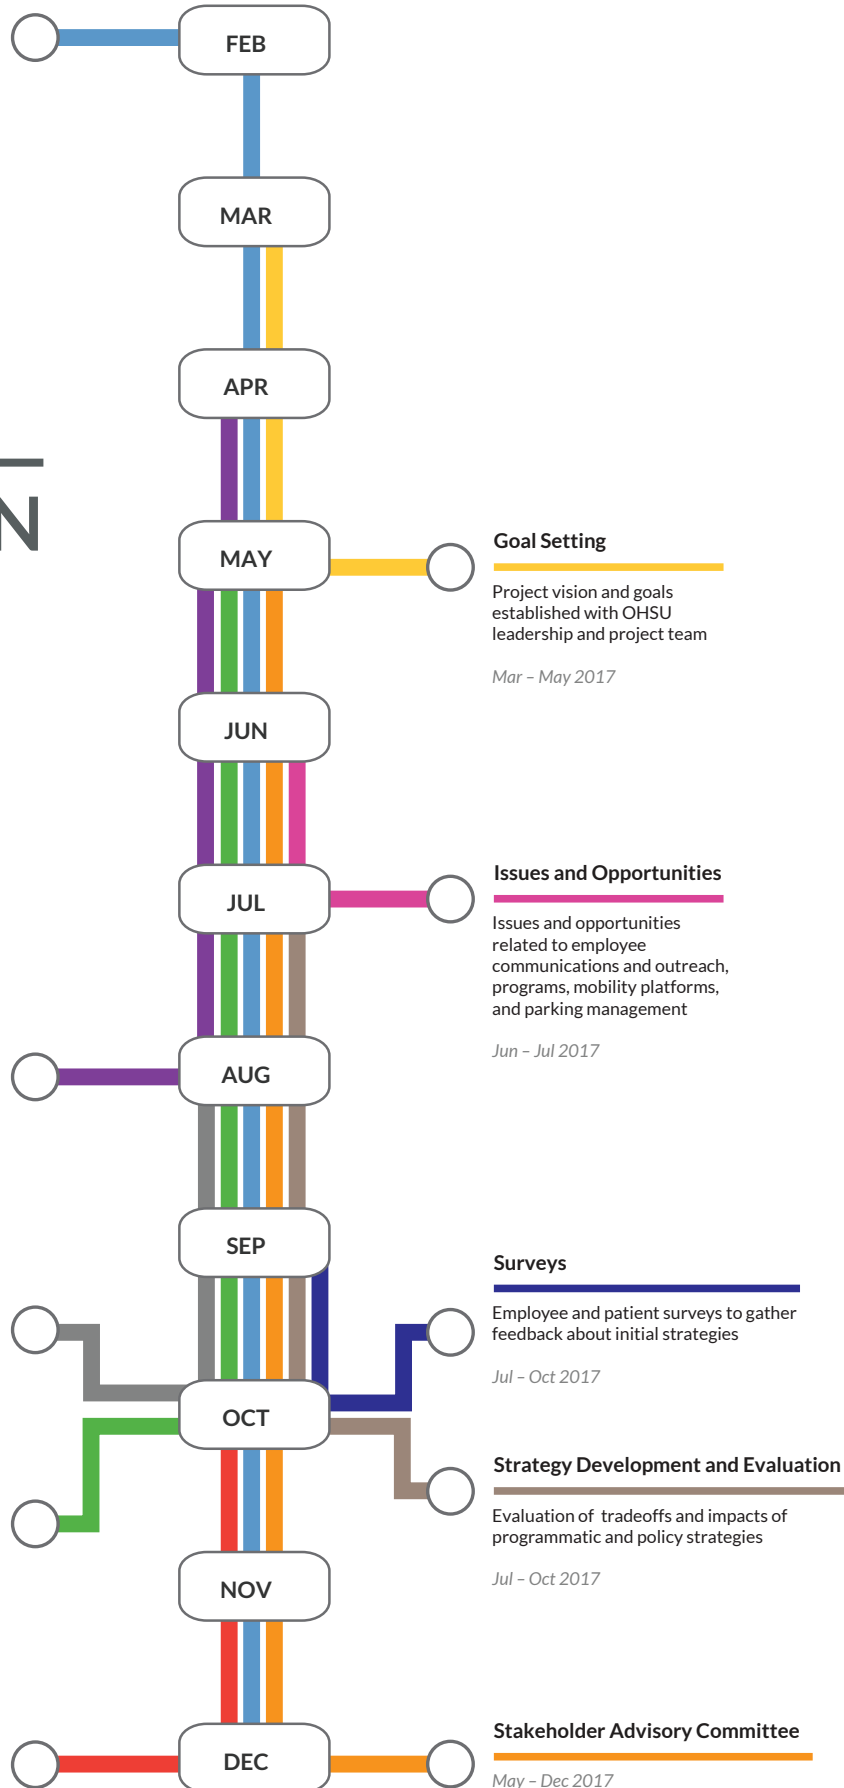 FEB
MAR
APR
N
MAY
Goal Setting
Project vision and goals
established with OHSU
leadership and project team
Mar – May 2017
JUN
JUL
Issues and Opportunities
Issues and opportunities
related to employee
communications and outreach,
programs, mobility platforms,
and parking management
Jun – Jul 2017
AUG
SEP
Surveys
Employee and patient surveys to gather
feedback about initial strategies
Jul – Oct 2017
OCT
Strategy Development and Evaluation
Evaluation of tradeoffs and impacts of
programmatic and policy strategies
Jul – Oct 2017
NOV
DEC
Stakeholder Advisory Committee
May – Dec 2017